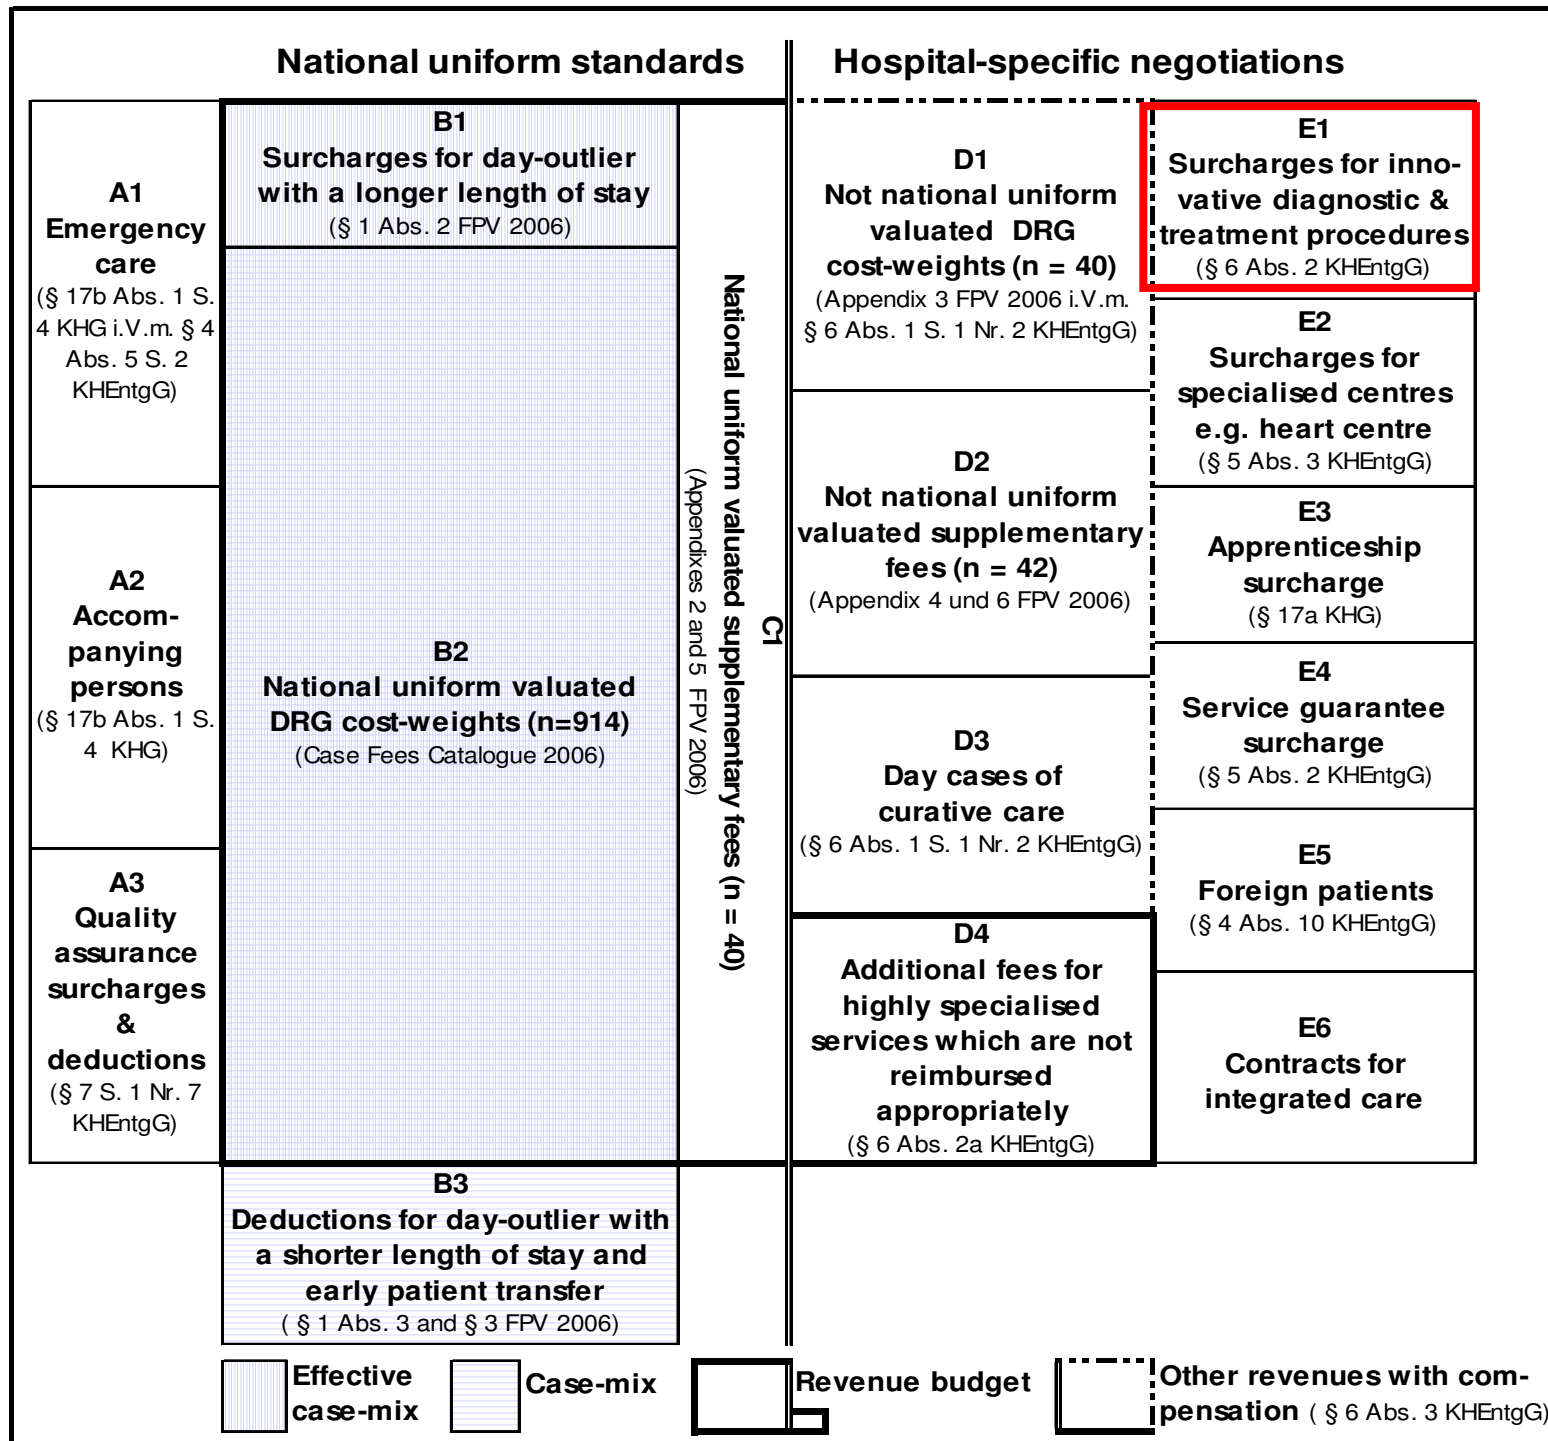 National uniform standards
Hospital-specific negotiations
A1
Emergency
care
(§ 17b Abs. 1 S.
4 KHG i.V.m. § 4
Abs. 5 S. 2
KHEntgG)
A2
Accom-
panying
persons
(§ 17b Abs. 1 S.
4 KHG)
A3
Quality
assurance
surcharges
&
deductions
(§ 7 S. 1 Nr. 7
KHEntgG)
B1
Surcharges for day-outlier
with a longer length of stay
(§ 1 Abs. 2 FPV 2006)
B2
National uniform valuated
DRG cost-weights (n=914)
(Case Fees Catalogue 2006)
B3
Deductions for day-outlier with
a shorter length of stay and
early patient transfer
( § 1 Abs. 3 and § 3 FPV 2006)
C1
National uniform valuated supplementary fees (n = 40)
(Appendixes 2 and 5 FPV 2006)
D1
Not national uniform
valuated DRG
cost-weights (n = 40)
(Appendix 3 FPV 2006 i.V.m.
§ 6 Abs. 1 S. 1 Nr. 2 KHEntgG)
D2
Not national uniform
valuated supplementary
fees (n = 42)
(Appendix 4 und 6 FPV 2006)
D3
Day cases of
curative care
(§ 6 Abs. 1 S. 1 Nr. 2 KHEntgG)
D4
Additional fees for
highly specialised
services which are not
reimbursed
appropriately
(§ 6 Abs. 2a KHEntgG)
E1
Surcharges for inno-
vative diagnostic &
treatment procedures
(§ 6 Abs. 2 KHEntgG)
E2
Surcharges for
specialised centres
e.g. heart centre
(§ 5 Abs. 3 KHEntgG)
E3
Apprenticeship
surcharge
(§ 17a KHG)
E4
Service guarantee
surcharge
(§ 5 Abs. 2 KHEntgG)
E5
Foreign patients
(§ 4 Abs. 10 KHEntgG)
E6
Contracts for
integrated care
Effective
case-mix
Case-mix
Revenue budget
Other revenues with com-
pensation ( § 6 Abs. 3 KHEntgG)